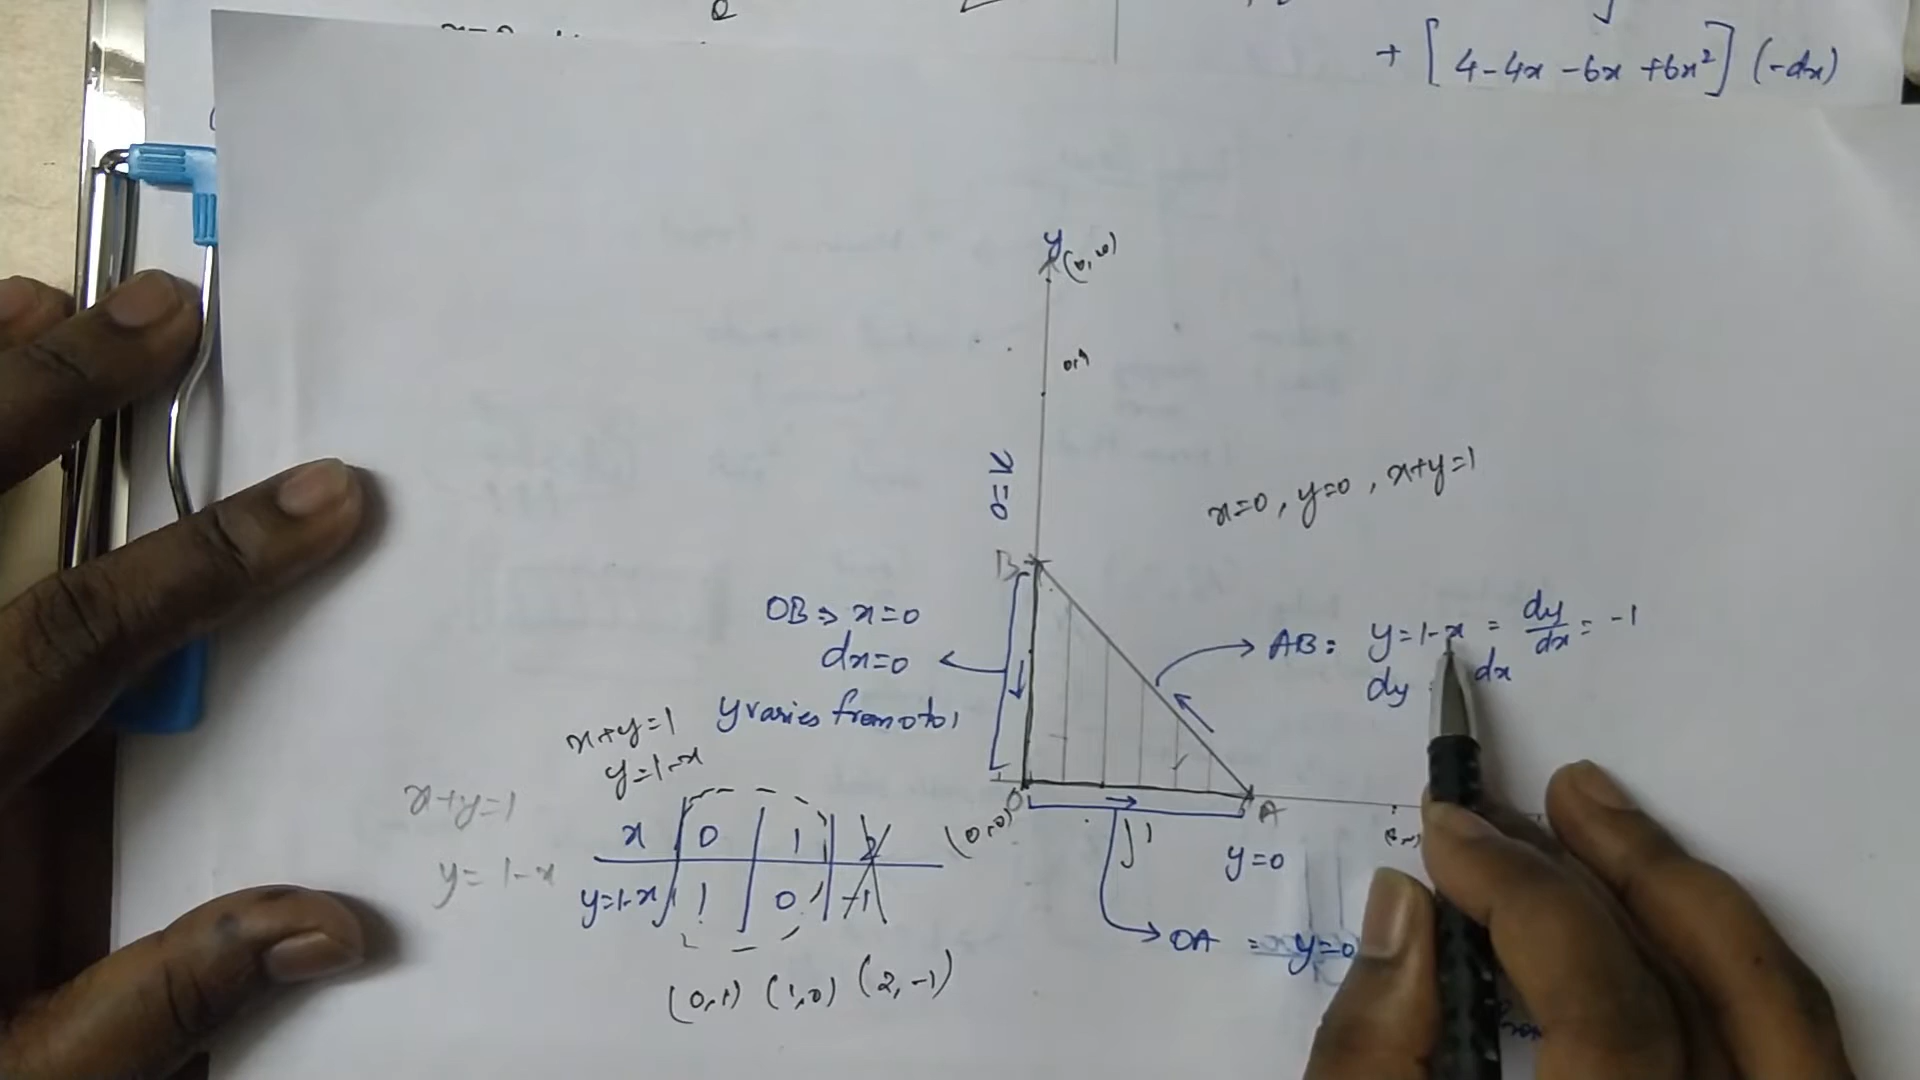 + [4-4x -6x +6x²] (-dx)
y
x=0
x=0, y=0, x+y=1
B
OB ⇒ x=0
dx=0
y varies from 0 to 1
AB: y=1-x = dy/dx = -1
dy dx
x+y=1
y=1-x
x 0 1 2
y=1-x 1 0 -1
(0,1) (1,0) (2,-1)
O
(0,0)
A
y=0
OA = y=0
x+y=1
y=1-x